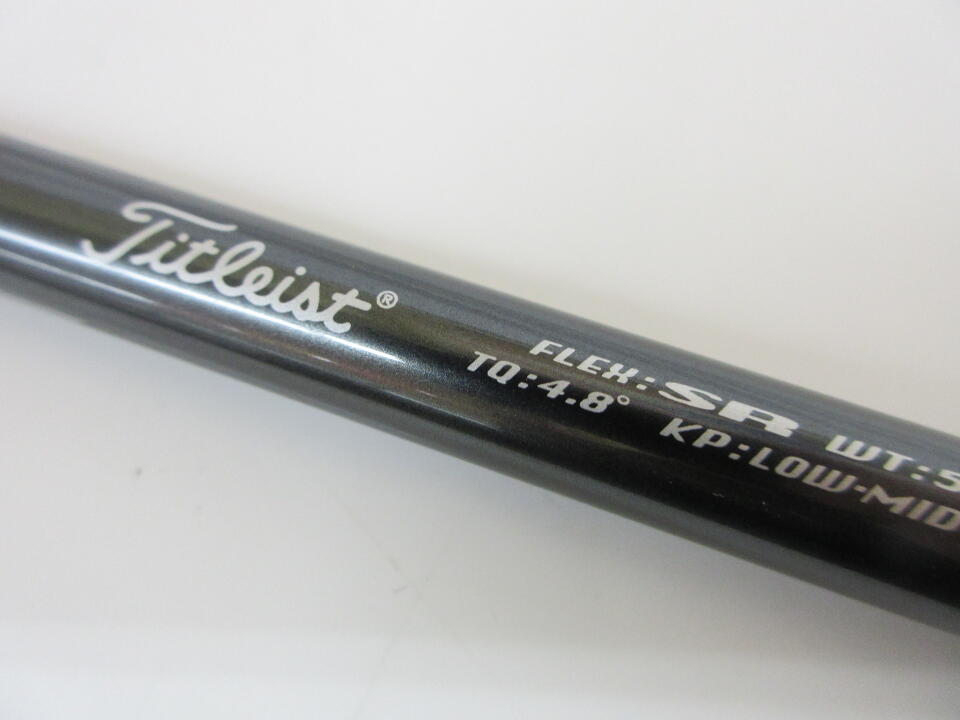 Titleist®
FLEX:SR WT:5
TQ:4.8° KP:LOW-MID